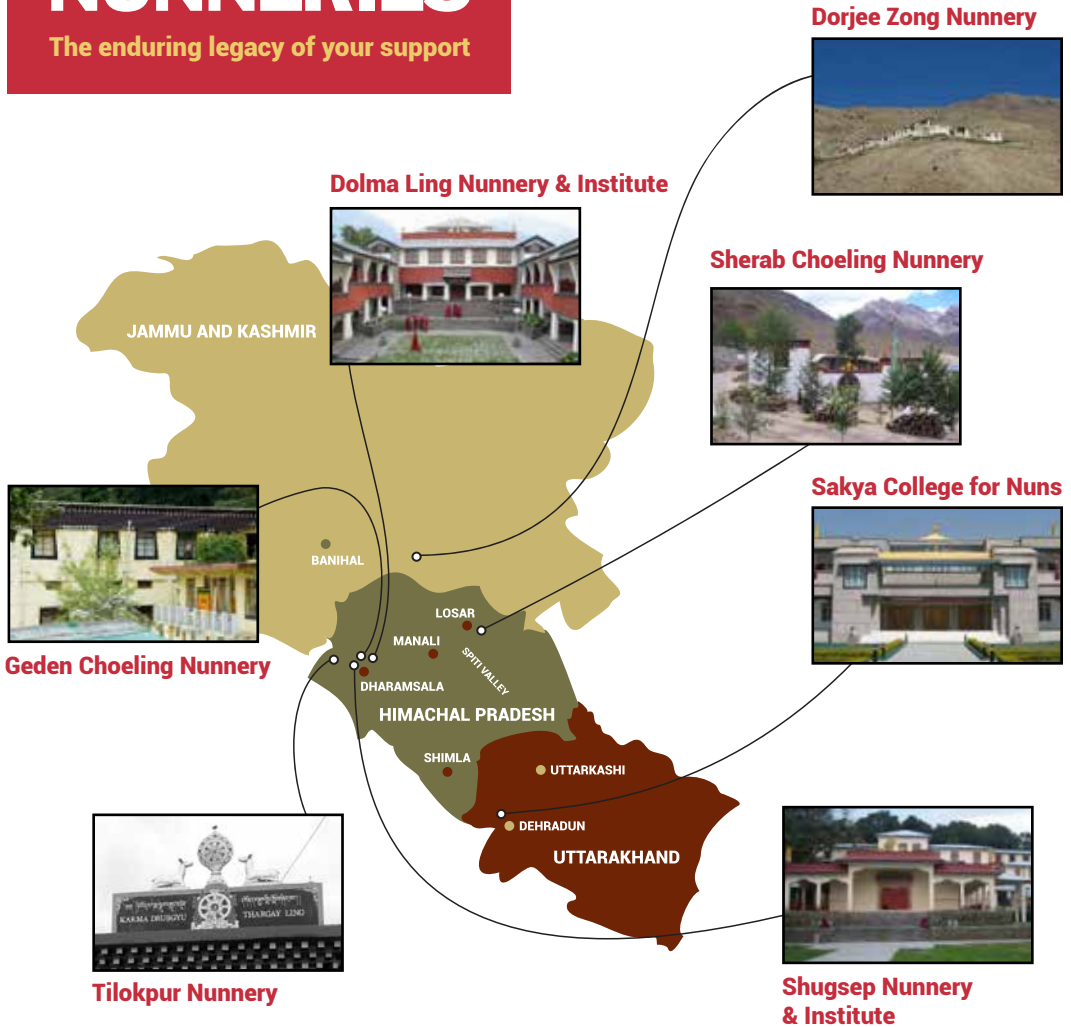 NUNNERIES
The enduring legacy of your support
Dorjee Zong Nunnery
Dolma Ling Nunnery & Institute
Sherab Choeling Nunnery
JAMMU AND KASHMIR
Sakya College for Nuns
BANIHAL
LOSAR
MANALI
SPITI VALLEY
Geden Choeling Nunnery
DHARAMSALA
HIMACHAL PRADESH
SHIMLA
UTTARKASHI
DEHRADUN
UTTARAKHAND
KARMA DRUBGYU THARGAY LING
Tilokpur Nunnery
Shugsep Nunnery
& Institute